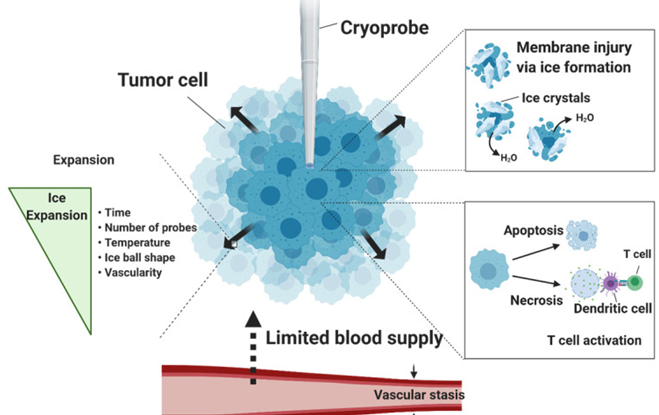 Cryoprobe
Tumor cell
Membrane injury
via ice formation
Ice crystals
H₂O
H₂O
Expansion
Ice
Expansion
• Time
• Number of probes
• Temperature
• Ice ball shape
• Vascularity
Apoptosis
T cell
Necrosis
Dendritic cell
T cell activation
Limited blood supply
Vascular stasis